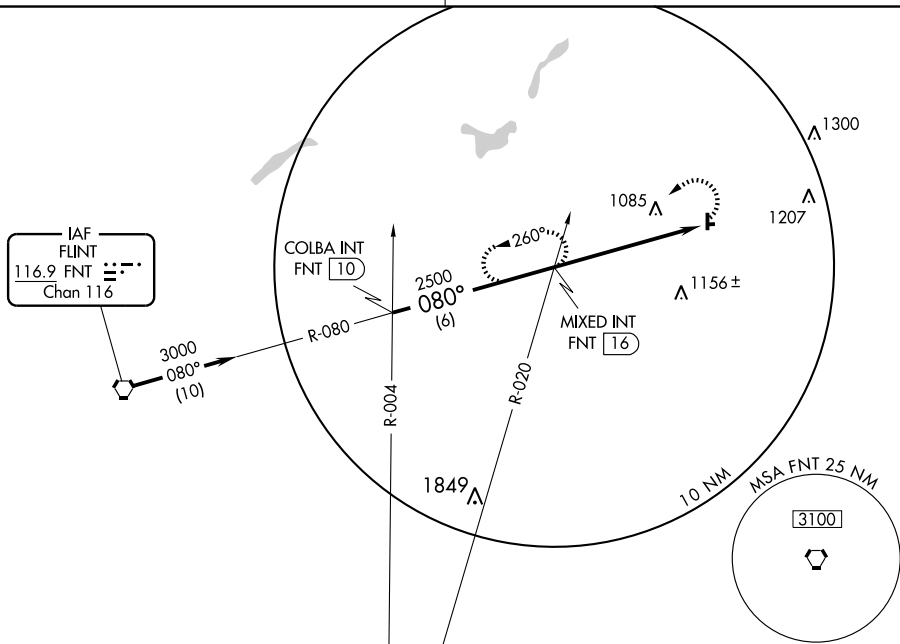 1300
1085
1207
IAF
FLINT
116.9 FNT
Chan 116
COLBA INT
FNT 10
260°
2500
080°
(6)
1156 ±
MIXED INT
FNT 16
R-080
3000
080°
(10)
R-004
R-020
1849
10 NM
MSA FNT 25 NM
3100